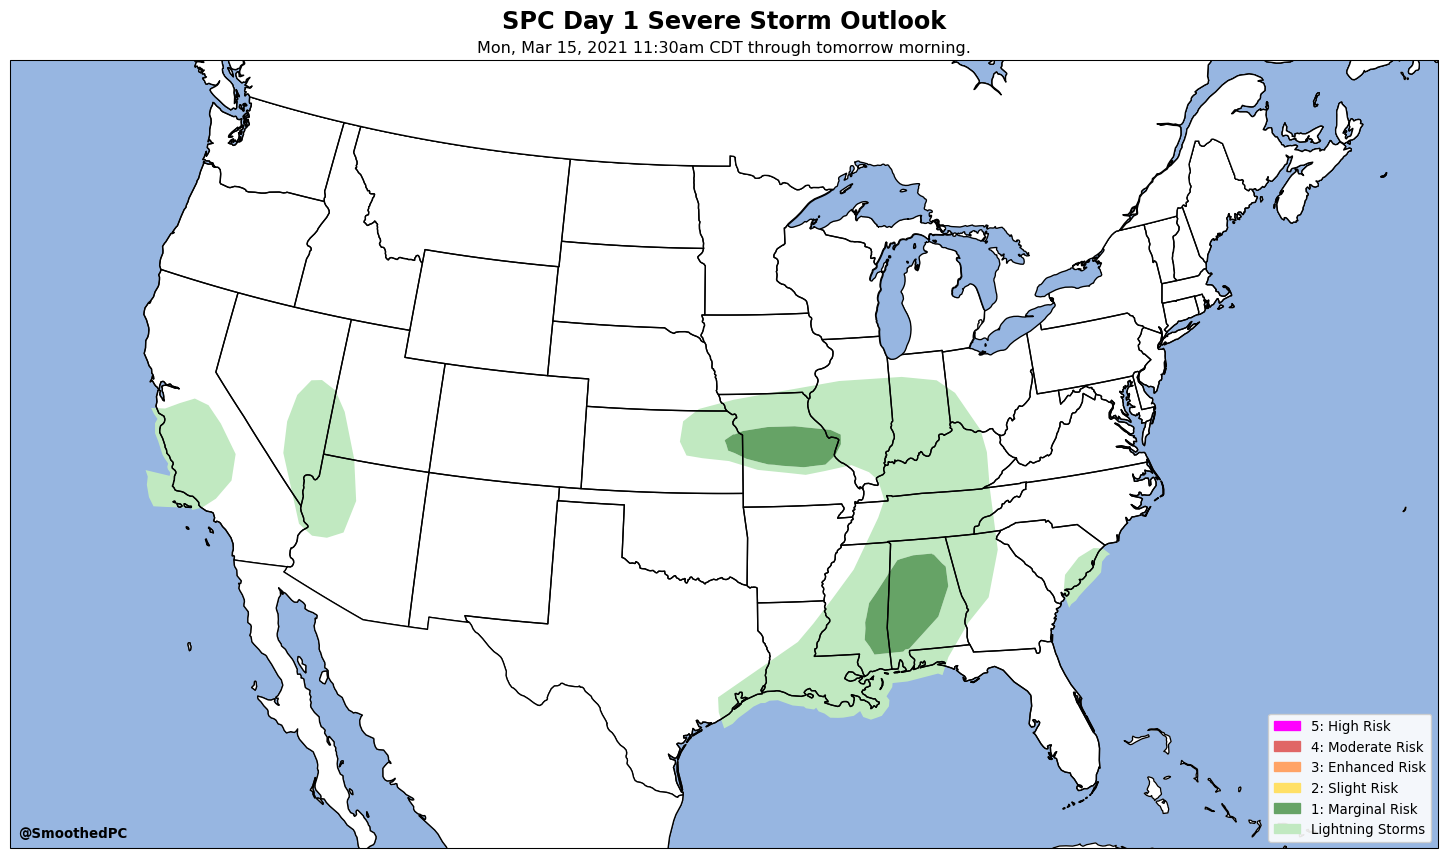 SPC Day 1 Severe Storm Outlook
Mon, Mar 15, 2021 11:30am CDT through tomorrow morning.
5: High Risk
4: Moderate Risk
3: Enhanced Risk
2: Slight Risk
1: Marginal Risk
Lightning Storms
@SmoothedPC